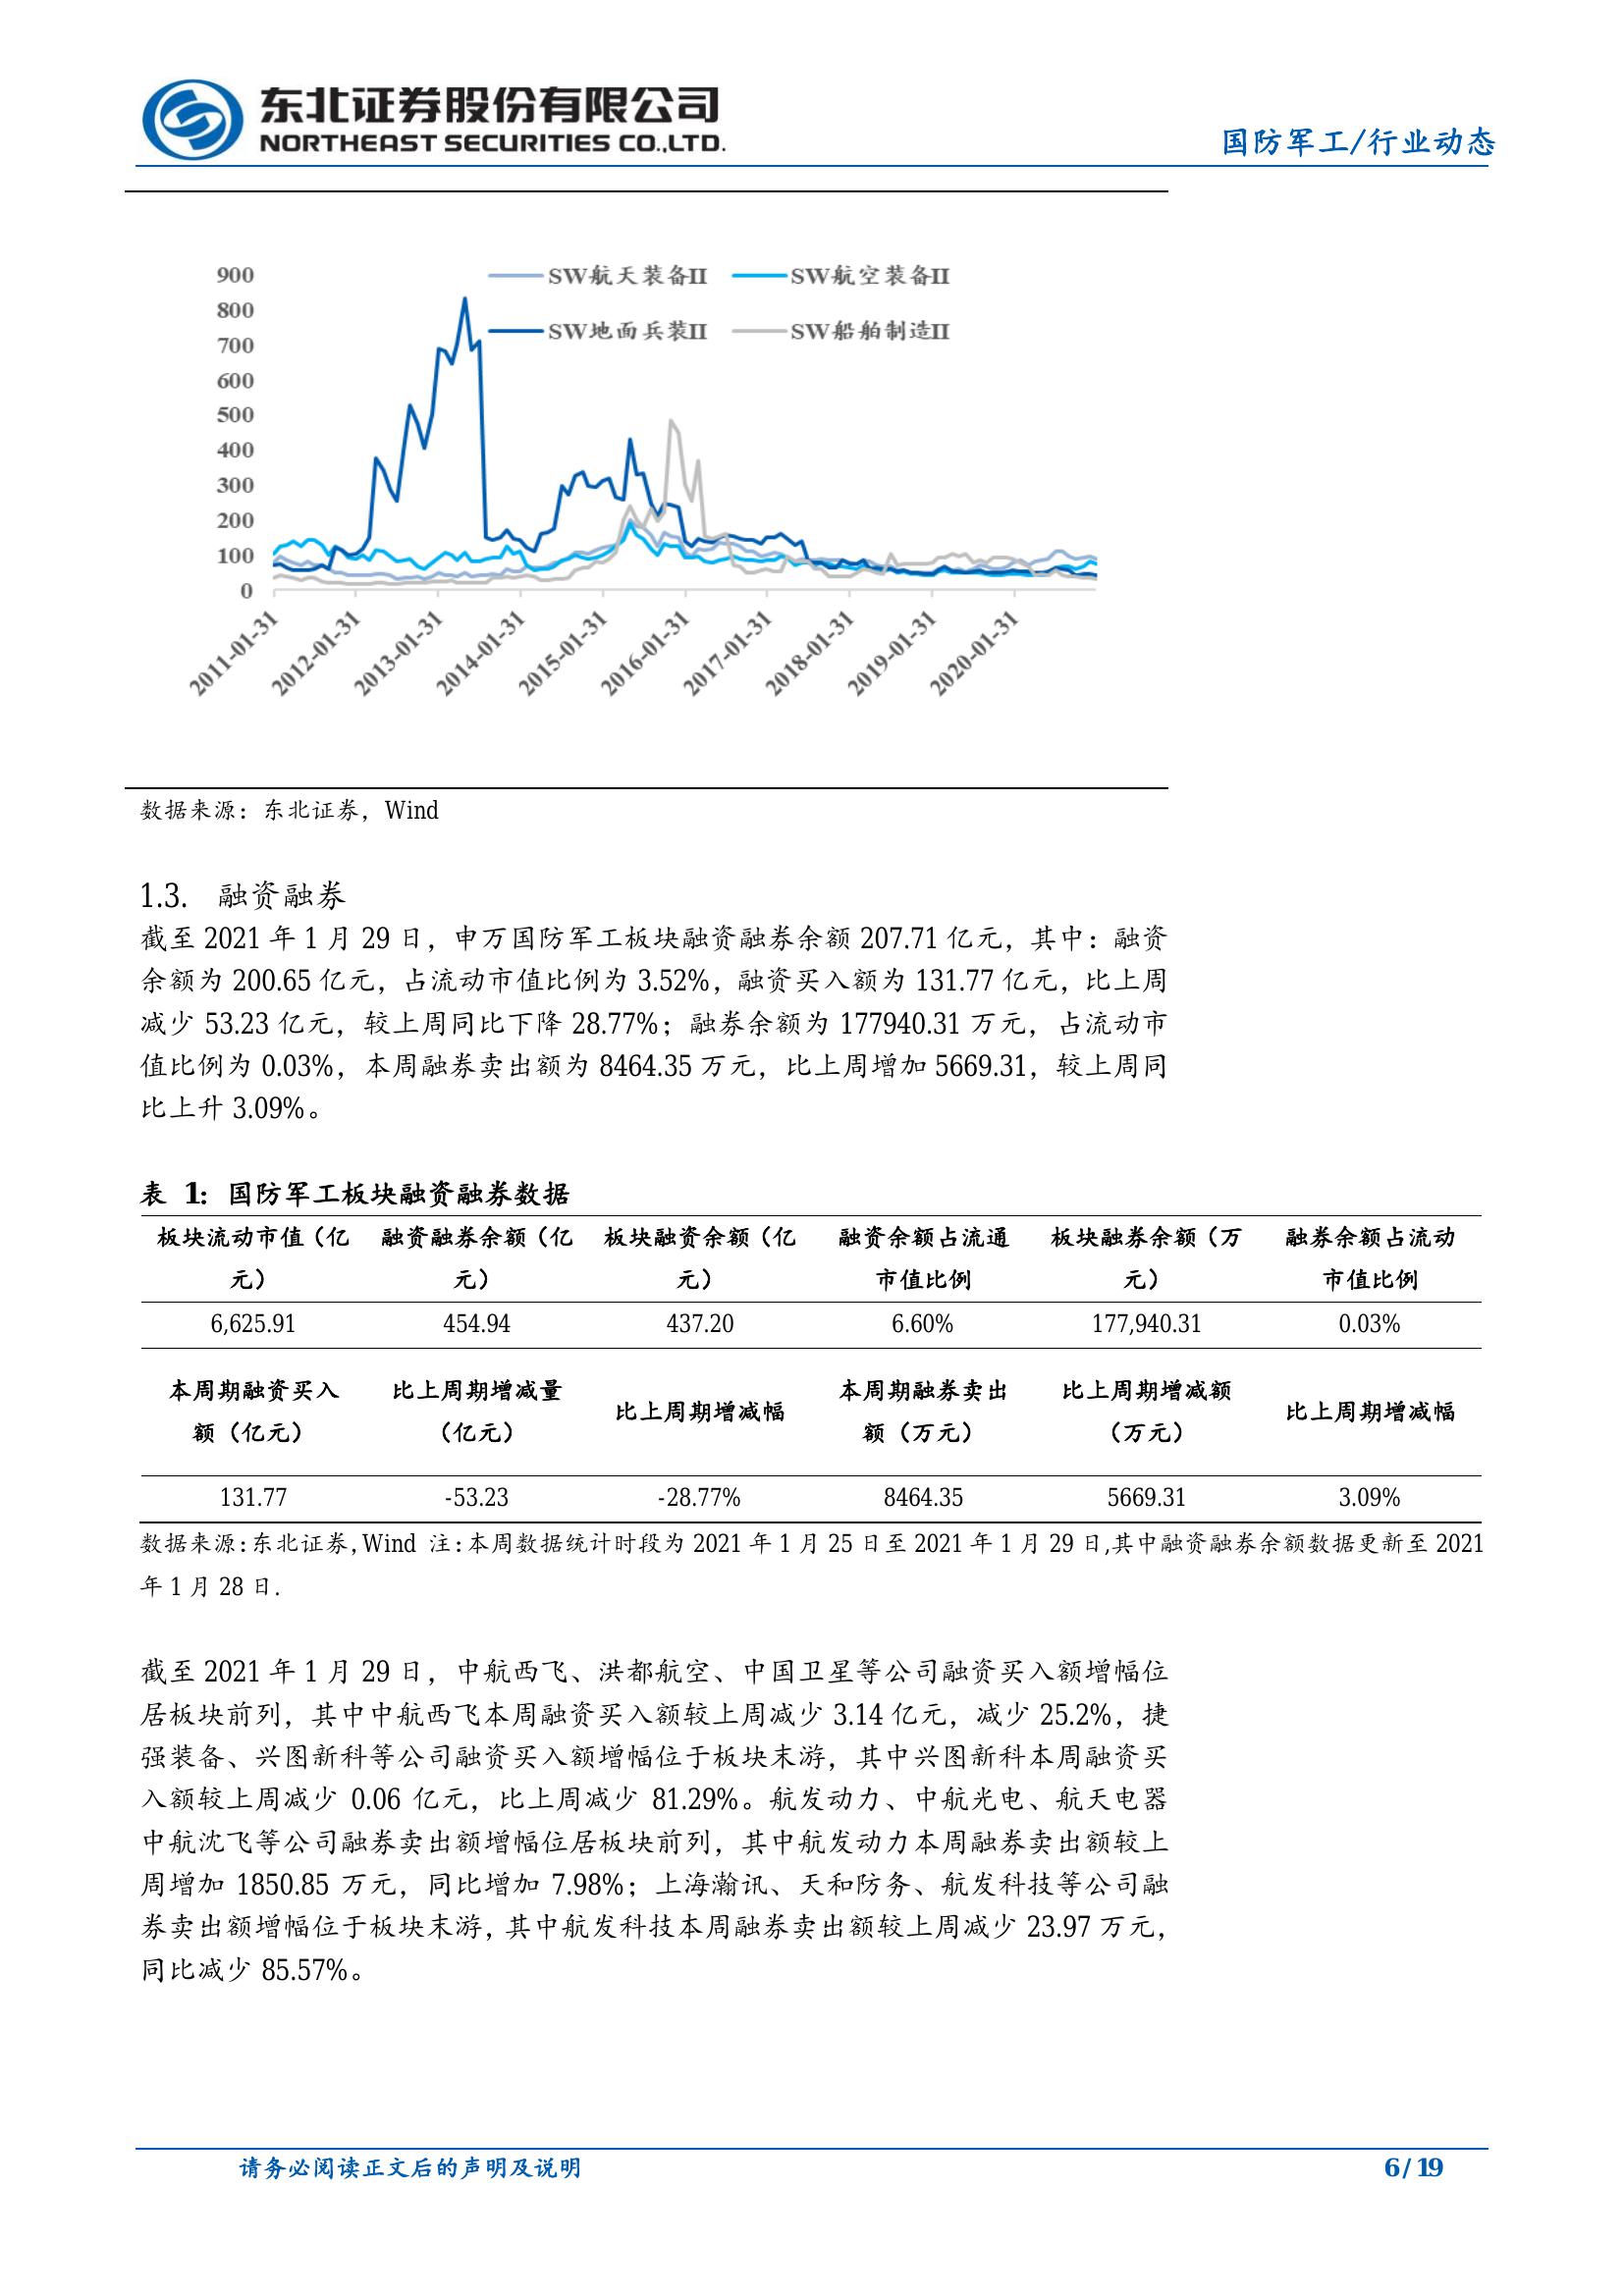 东北证券股份有限公司
NORTHEAST SECURITIES CO.,LTD.
国防军工/行业动态
900
800
700
600
500
400
300
200
100
0
SW航天装备II
SW航空装备II
SW地面兵装II
SW船舶制造II
2011-01-31
2012-01-31
2013-01-31
2014-01-31
2015-01-31
2016-01-31
2017-01-31
2018-01-31
2019-01-31
2020-01-31
数据来源：东北证券，Wind
1.3. 融资融券
截至 2021 年 1 月 29 日，申万国防军工板块融资融券余额 207.71 亿元，其中：融资
余额为 200.65 亿元，占流动市值比例为 3.52%，融资买入额为 131.77 亿元，比上周
减少 53.23 亿元，较上周同比下降 28.77%；融券余额为 177940.31 万元，占流动市
值比例为 0.03%，本周融券卖出额为 8464.35 万元，比上周增加 5669.31，较上周同
比上升 3.09%。
表 1：国防军工板块融资融券数据
板块流动市值（亿 融资融券余额（亿 板块融资余额（亿 融资余额占流通 板块融券余额（万 融券余额占流动
元） 元） 元） 市值比例 元） 市值比例
6,625.91 454.94 437.20 6.60% 177,940.31 0.03%
本周期融资买入 比上周期增减量 本周期融券卖出 比上周期增减额
比上周期增减幅 比上周期增减幅
额（亿元） （亿元） 额（万元） （万元）
131.77 -53.23 -28.77% 8464.35 5669.31 3.09%
数据来源：东北证券，Wind 注：本周数据统计时段为 2021 年 1 月 25 日至 2021 年 1 月 29 日,其中融资融券余额数据更新至 2021
年 1 月 28 日.
截至 2021 年 1 月 29 日，中航西飞、洪都航空、中国卫星等公司融资买入额增幅位
居板块前列，其中中航西飞本周融资买入额较上周减少 3.14 亿元，减少 25.2%，捷
强装备、兴图新科等公司融资买入额增幅位于板块末游，其中兴图新科本周融资买
入额较上周减少 0.06 亿元，比上周减少 81.29%。航发动力、中航光电、航天电器
中航沈飞等公司融券卖出额增幅位居板块前列，其中航发动力本周融券卖出额较上
周增加 1850.85 万元，同比增加 7.98%；上海瀚讯、天和防务、航发科技等公司融
券卖出额增幅位于板块末游，其中航发科技本周融券卖出额较上周减少 23.97 万元，
同比减少 85.57%。
请务必阅读正文后的声明及说明
6 / 19